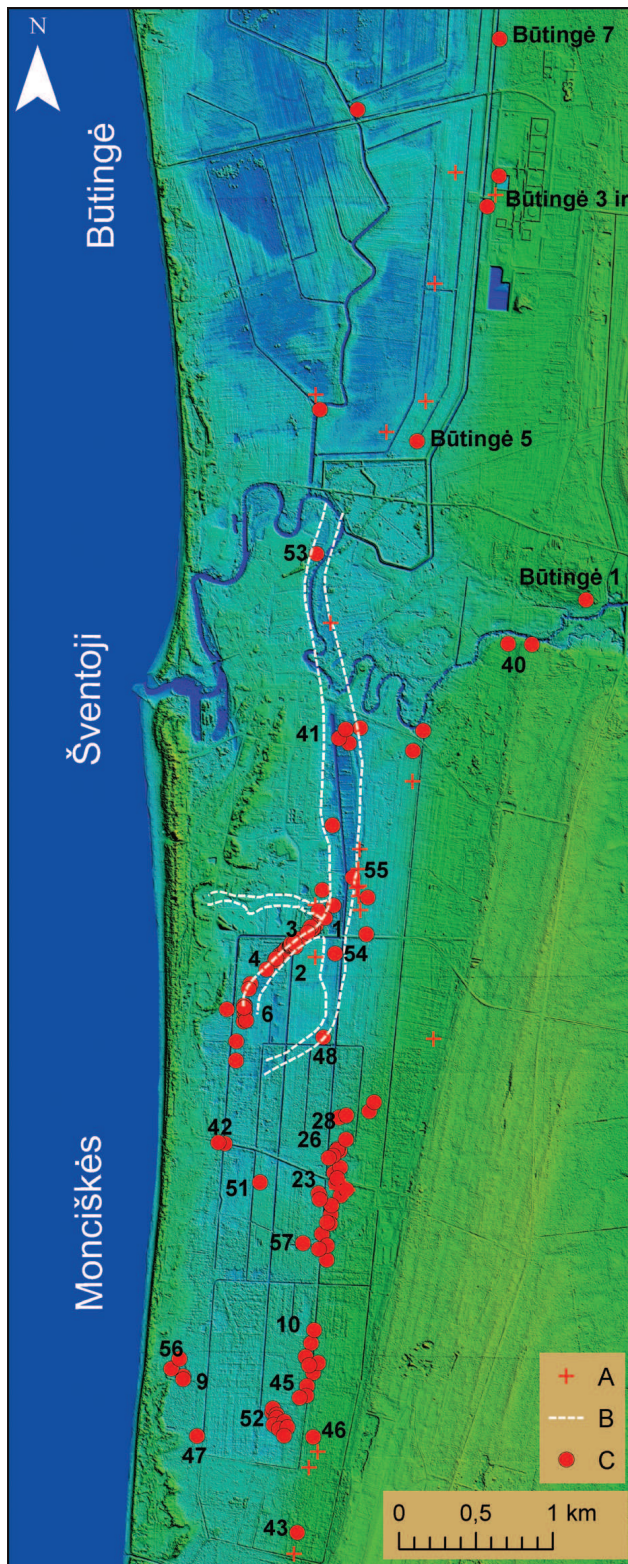 N
Būtingė 7
Būtingė
Būtingė 3 ir
Būtingė 5
53
Būtingė 1
40
Šventoji
41
55
3
1
4
2
54
6
48
28
42
26
51
23
Monciškės
57
10
56
9
45
52
46
47
43
A
B
C
0 0,5 1 km